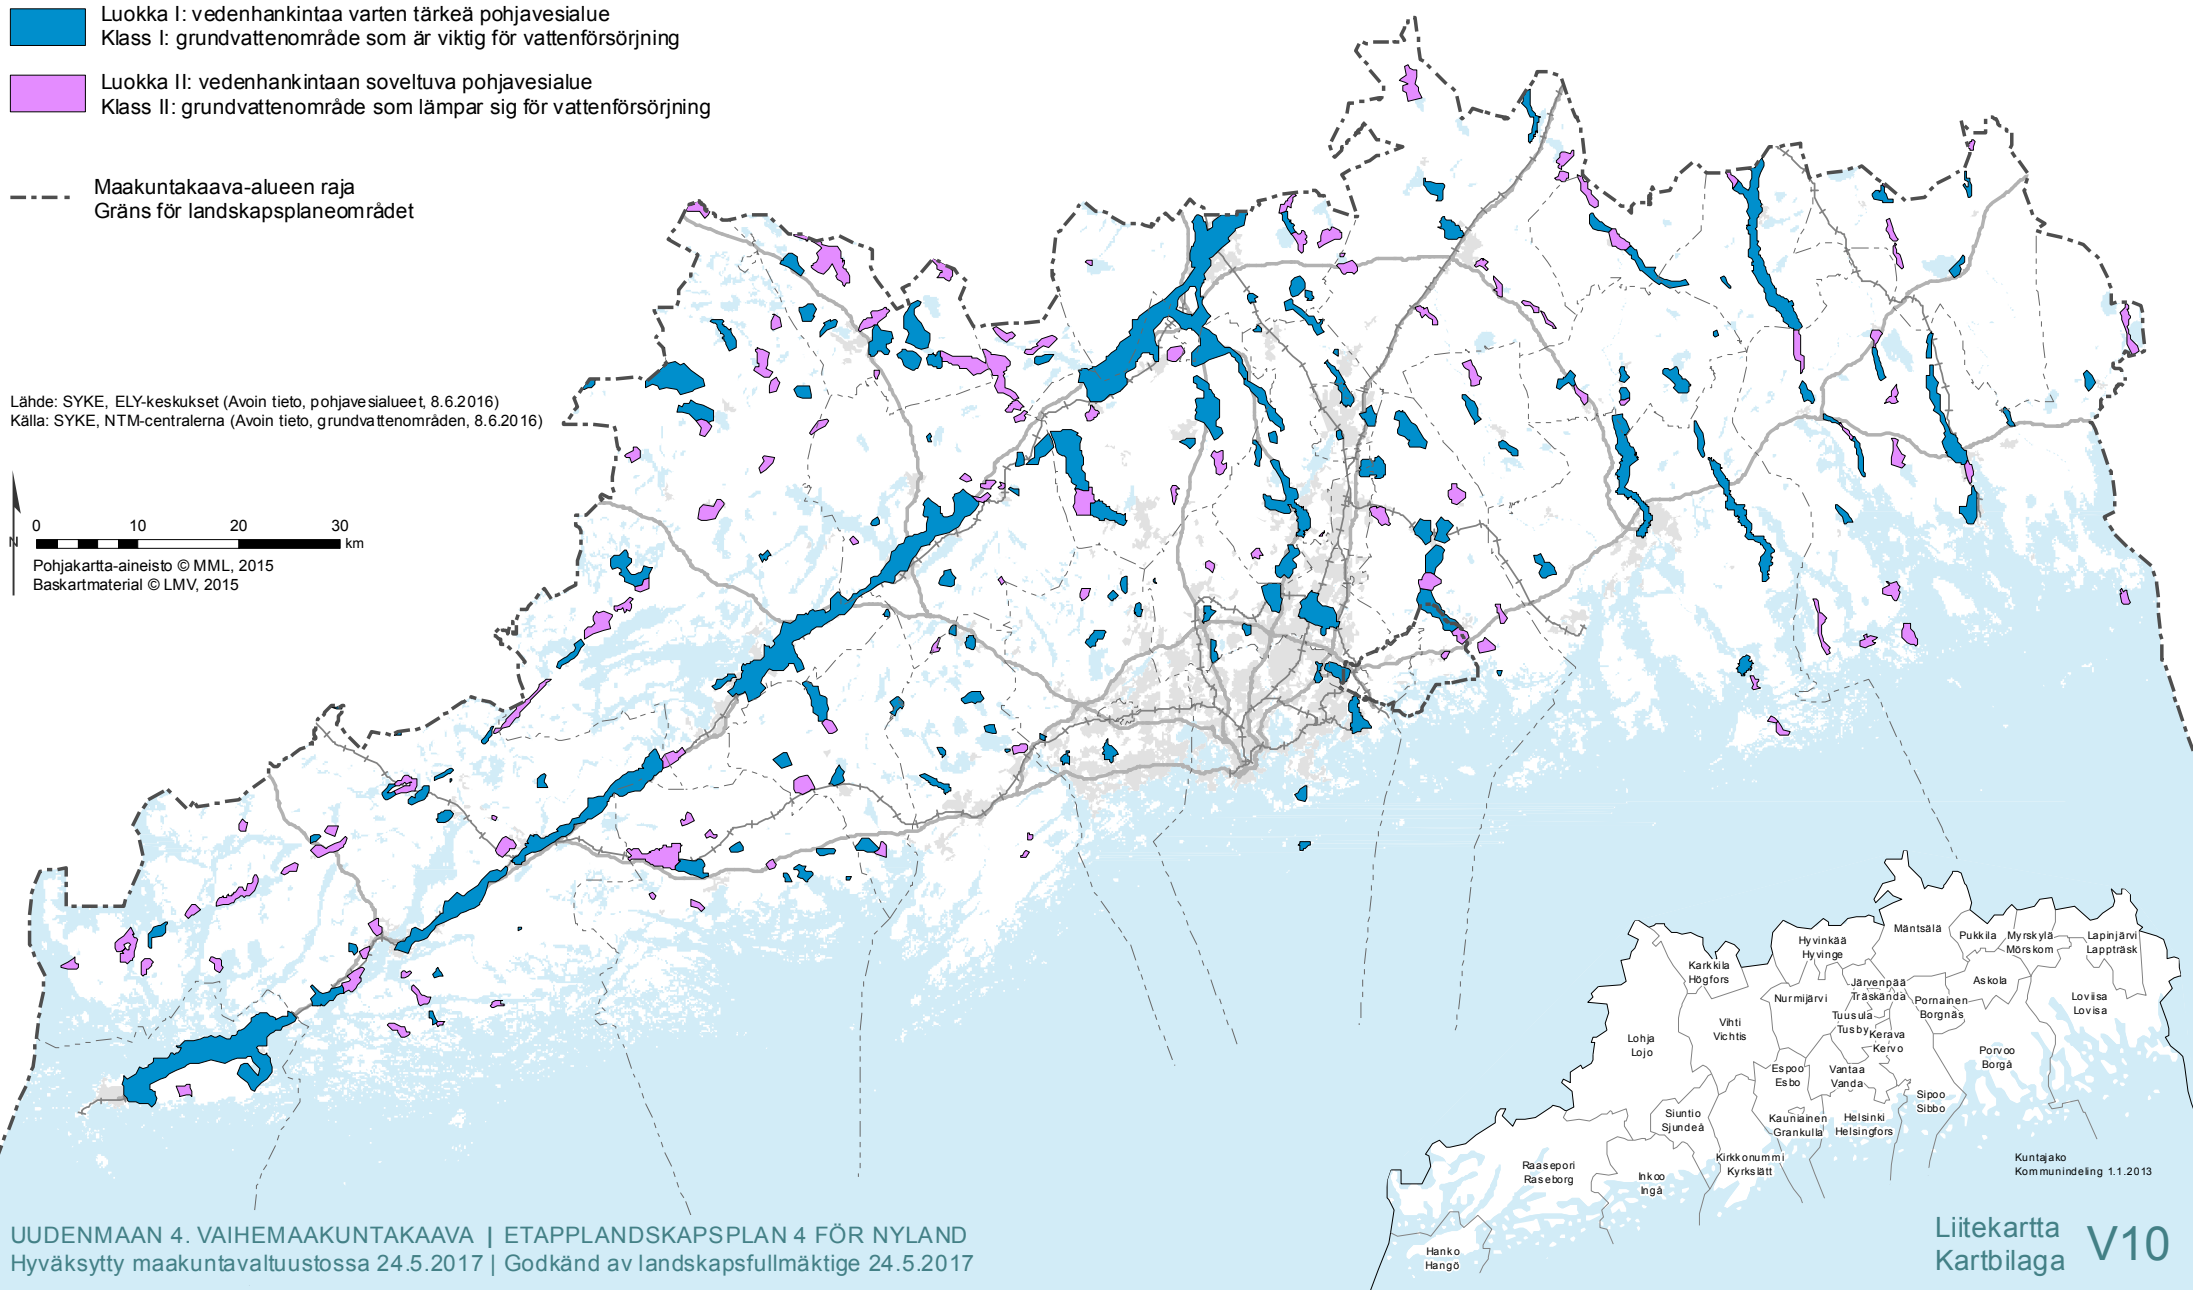 Luokka I: vedenhankintaa varten tärkeä pohjavesialue
Klass I: grundvattenområde som är viktig för vattenförsörjning
Luokka II: vedenhankintaan soveltuva pohjavesialue
Klass II: grundvattenområde som lämpar sig för vattenförsörjning
Maakuntakaava-alueen raja
Gräns för landskapsplaneområdet
Lähde: SYKE, ELY-keskukset (Avoin tieto, pohjavesialueet, 8.6.2016)
Källa: SYKE, NTM-centralerna (Avoin tieto, grundvattenområden, 8.6.2016)
0 10 20 30
km
N
Pohjakartta-aineisto © MML, 2015
Baskartmaterial © LMV, 2015
Mäntsälä
Pukkila
Myrskylä
Mörskom
Lapinjärvi
Lappträsk
Hyvinkää
Hyvinge
Karkkila
Högfors
Askola
Järvenpää
Träskända
Nurmijärvi
Pornainen
Borgnäs
Loviisa
Lovisa
Tuusula
Tusby
Vihti
Vichtis
Kerava
Kervo
Lohja
Lojo
Porvoo
Borgå
Espoo
Esbo
Vantaa
Vanda
Sipoo
Sibbo
Siuntio
Sjundeå
Kauniainen
Grankulla
Helsinki
Helsingfors
Kirkkonummi
Kyrkslätt
Raasepori
Raseborg
Inkoo
Ingå
Kuntajako
Kommunindelning 1.1.2013
Hanko
Hangö
UUDENMAAN 4. VAIHEMAAKUNTAKAAVA | ETAPPLANDSKAPSPLAN 4 FÖR NYLAND
Hyväksytty maakuntavaltuustossa 24.5.2017 | Godkänd av landskapsfullmäktige 24.5.2017
Liitekartta
Kartbilaga
V10